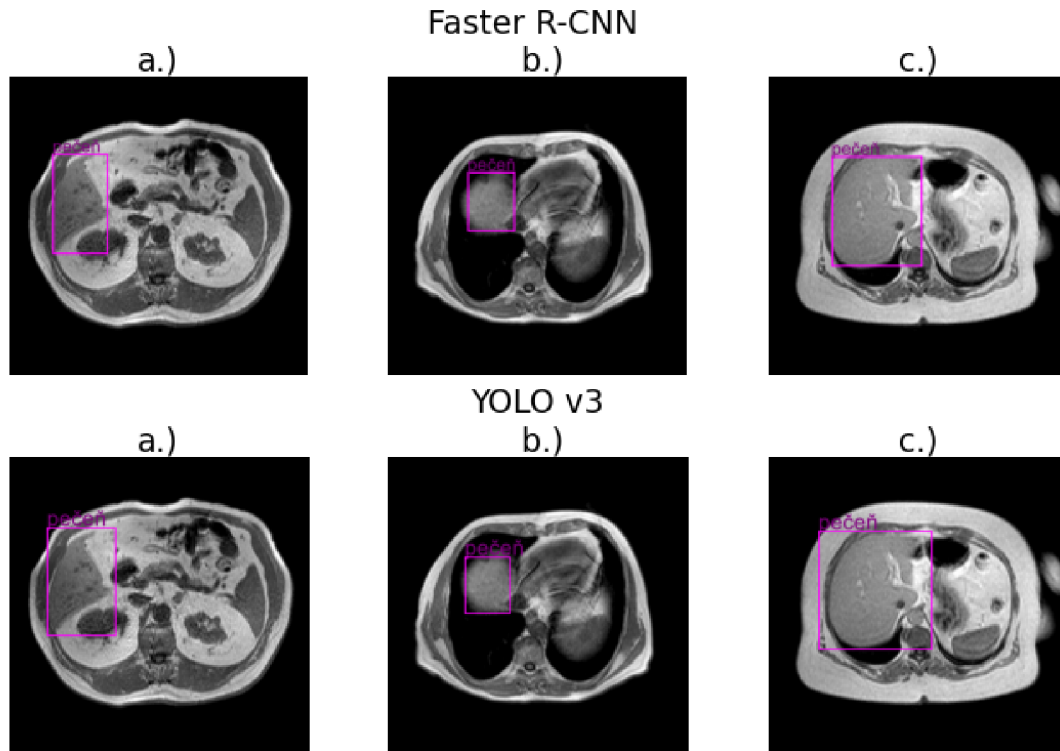 Faster R-CNN
a.) b.) c.)
pečeň pečeň pečeň
YOLO v3
a.) b.) c.)
pečeň pečeň pečeň